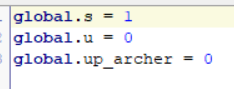 global.s = 1
global.u = 0
global.up_archer = 0